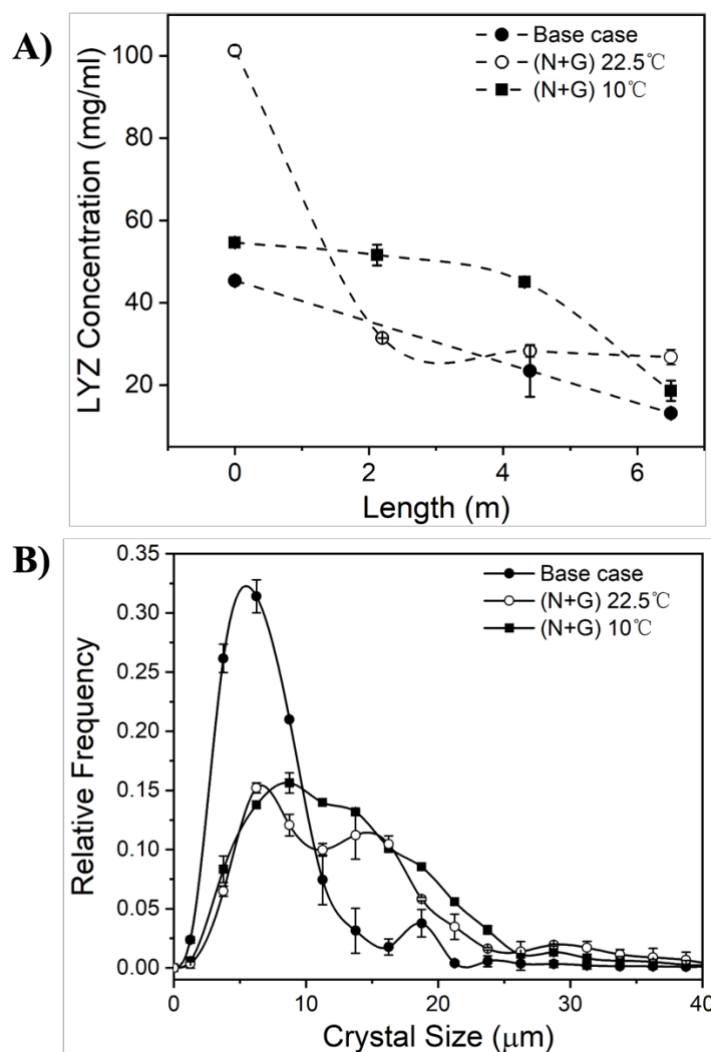 A)
Base case
(N+G) 22.5℃
(N+G) 10℃
LYZ Concentration (mg/ml)
100
80
60
40
20
0
2
4
6
Length (m)
B)
Base case
(N+G) 22.5℃
(N+G) 10℃
Relative Frequency
0.35
0.30
0.25
0.20
0.15
0.10
0.05
0.00
0
10
20
30
40
Crystal Size (μm)